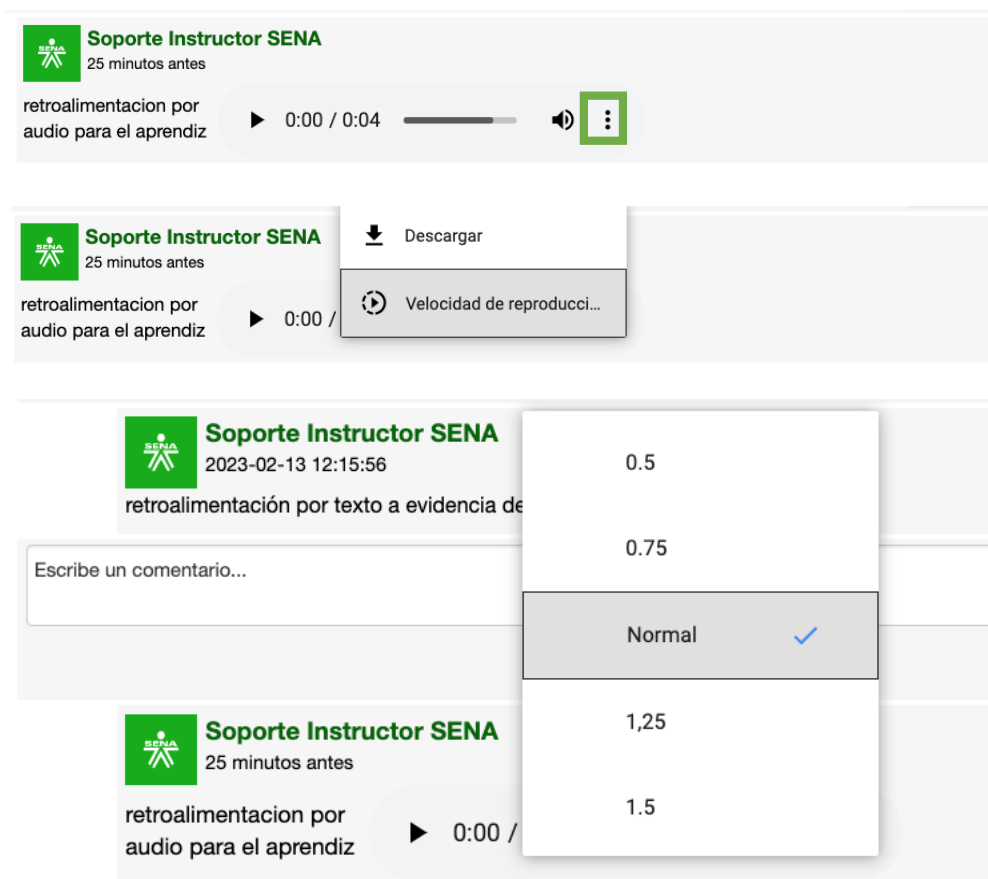 SENA
Soporte Instructor SENA
25 minutos antes
retroalimentacion por
audio para el aprendiz
0:00 / 0:04
SENA
Soporte Instructor SENA
25 minutos antes
retroalimentacion por
audio para el aprendiz
0:00 /
Descargar
Velocidad de reproducci...
SENA
Soporte Instructor SENA
2023-02-13 12:15:56
retroalimentación por texto a evidencia de
Escribe un comentario...
0.5
0.75
Normal
1,25
1.5
SENA
Soporte Instructor SENA
25 minutos antes
retroalimentacion por
audio para el aprendiz
0:00 /